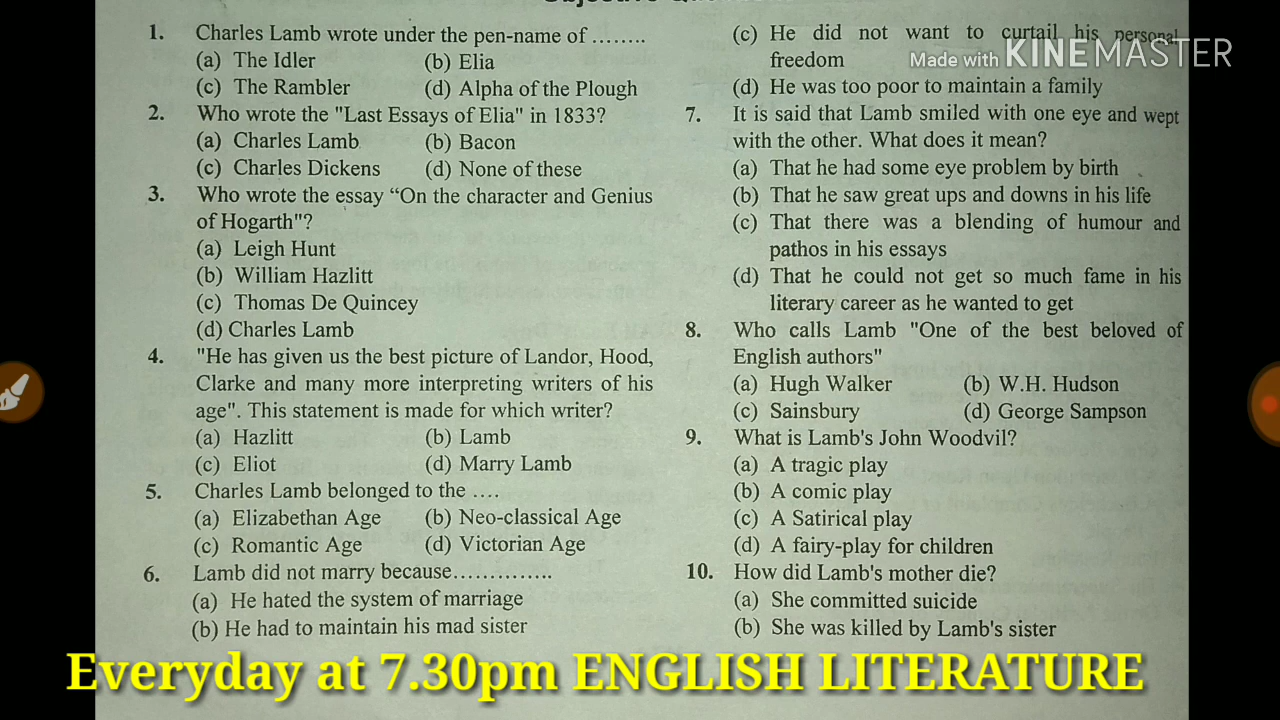 1. Charles Lamb wrote under the pen-name of ........
(a) The Idler (b) Elia
(c) The Rambler (d) Alpha of the Plough
2. Who wrote the "Last Essays of Elia" in 1833?
(a) Charles Lamb (b) Bacon
(c) Charles Dickens (d) None of these
3. Who wrote the essay “On the character and Genius
of Hogarth"?
(a) Leigh Hunt
(b) William Hazlitt
(c) Thomas De Quincey
(d) Charles Lamb
4. "He has given us the best picture of Landor, Hood,
Clarke and many more interpreting writers of his
age". This statement is made for which writer?
(a) Hazlitt (b) Lamb
(c) Eliot (d) Marry Lamb
5. Charles Lamb belonged to the ....
(a) Elizabethan Age (b) Neo-classical Age
(c) Romantic Age (d) Victorian Age
6. Lamb did not marry because..............
(a) He hated the system of marriage
(b) He had to maintain his mad sister
(c) He did not want to curtail his personal
freedom
(d) He was too poor to maintain a family
7. It is said that Lamb smiled with one eye and wept
with the other. What does it mean?
(a) That he had some eye problem by birth
(b) That he saw great ups and downs in his life
(c) That there was a blending of humour and
pathos in his essays
(d) That he could not get so much fame in his
literary career as he wanted to get
8. Who calls Lamb "One of the best beloved of
English authors"
(a) Hugh Walker (b) W.H. Hudson
(c) Sainsbury (d) George Sampson
9. What is Lamb's John Woodvil?
(a) A tragic play
(b) A comic play
(c) A Satirical play
(d) A fairy-play for children
10. How did Lamb's mother die?
(a) She committed suicide
(b) She was killed by Lamb's sister
Made with KINEMASTER
Everyday at 7.30pm ENGLISH LITERATURE